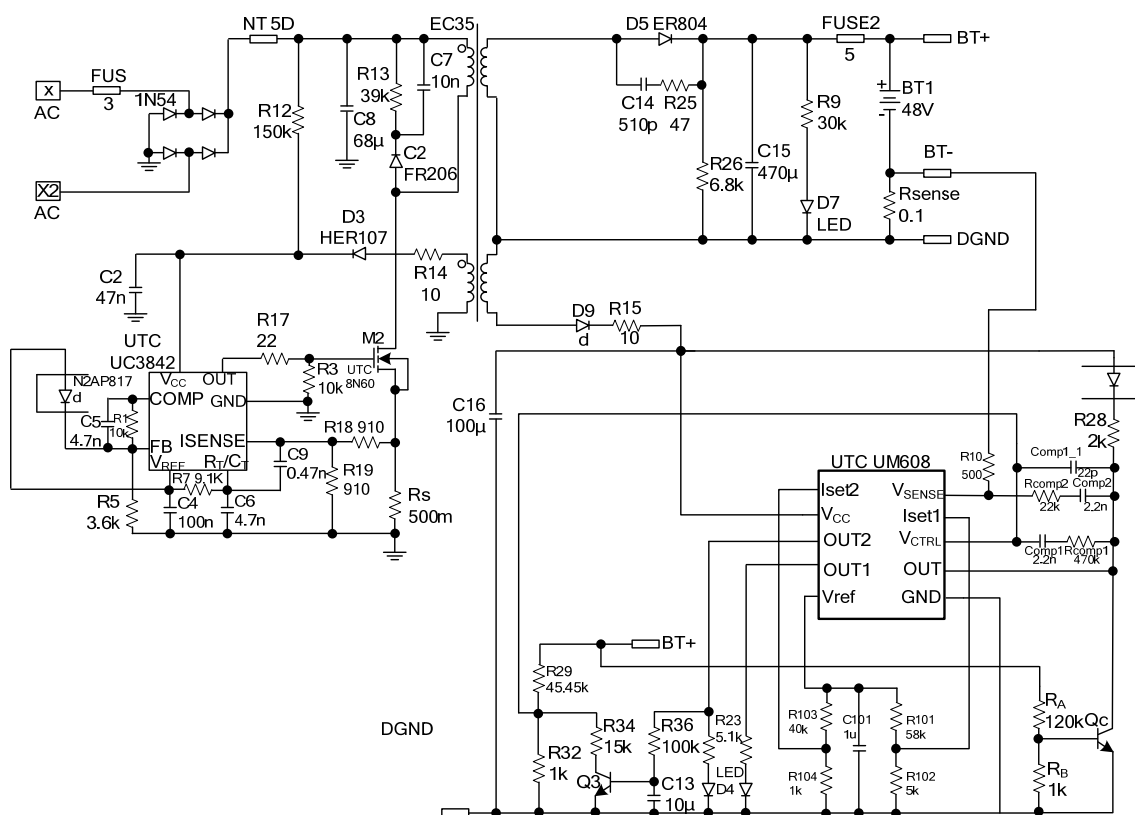 NT 5D
EC35
D5 ER804
FUSE2
5
BT+
X
AC
FUS
3
1N54
R12
150k
C8
68μ
R13
39k
C7
10n
C2
FR206
C14
510p
R25
47
R26
6.8k
C15
470μ
R9
30k
D7
LED
BT1
48V
BT-
Rsense
0.1
DGND
X2
AC
D3
HER107
R14
10
C2
47n
D9
d
R15
10
UTC
UC3842
R17
22
M2
UTC
8N60
R3
10k
N2AP817
d
C5
4.7n
R1
10k
VCC
OUT
COMP
GND
ISENSE
FB
VREF
RT/CT
R18 910
C9
0.47n
R19
910
R7 9.1K
C4
100n
C6
4.7n
R5
3.6k
Rs
500m
C16
100μ
R28
2k
R10
500
Comp1_1
22p
Rcomp2
22k
Comp2
2.2n
Comp1
2.2n
Rcomp1
470k
UTC UM608
Iset2
VCC
OUT2
OUT1
Vref
VSENSE
Iset1
VCTRL
OUT
GND
BT+
R29
45.45k
DGND
R32
1k
R34
15k
R36
100k
R23
5.1k
Q3
C13
10μ
LED
D4
R103
40k
C101
1u
R101
58k
R104
1k
R102
5k
RA
120k
Qc
RB
1k